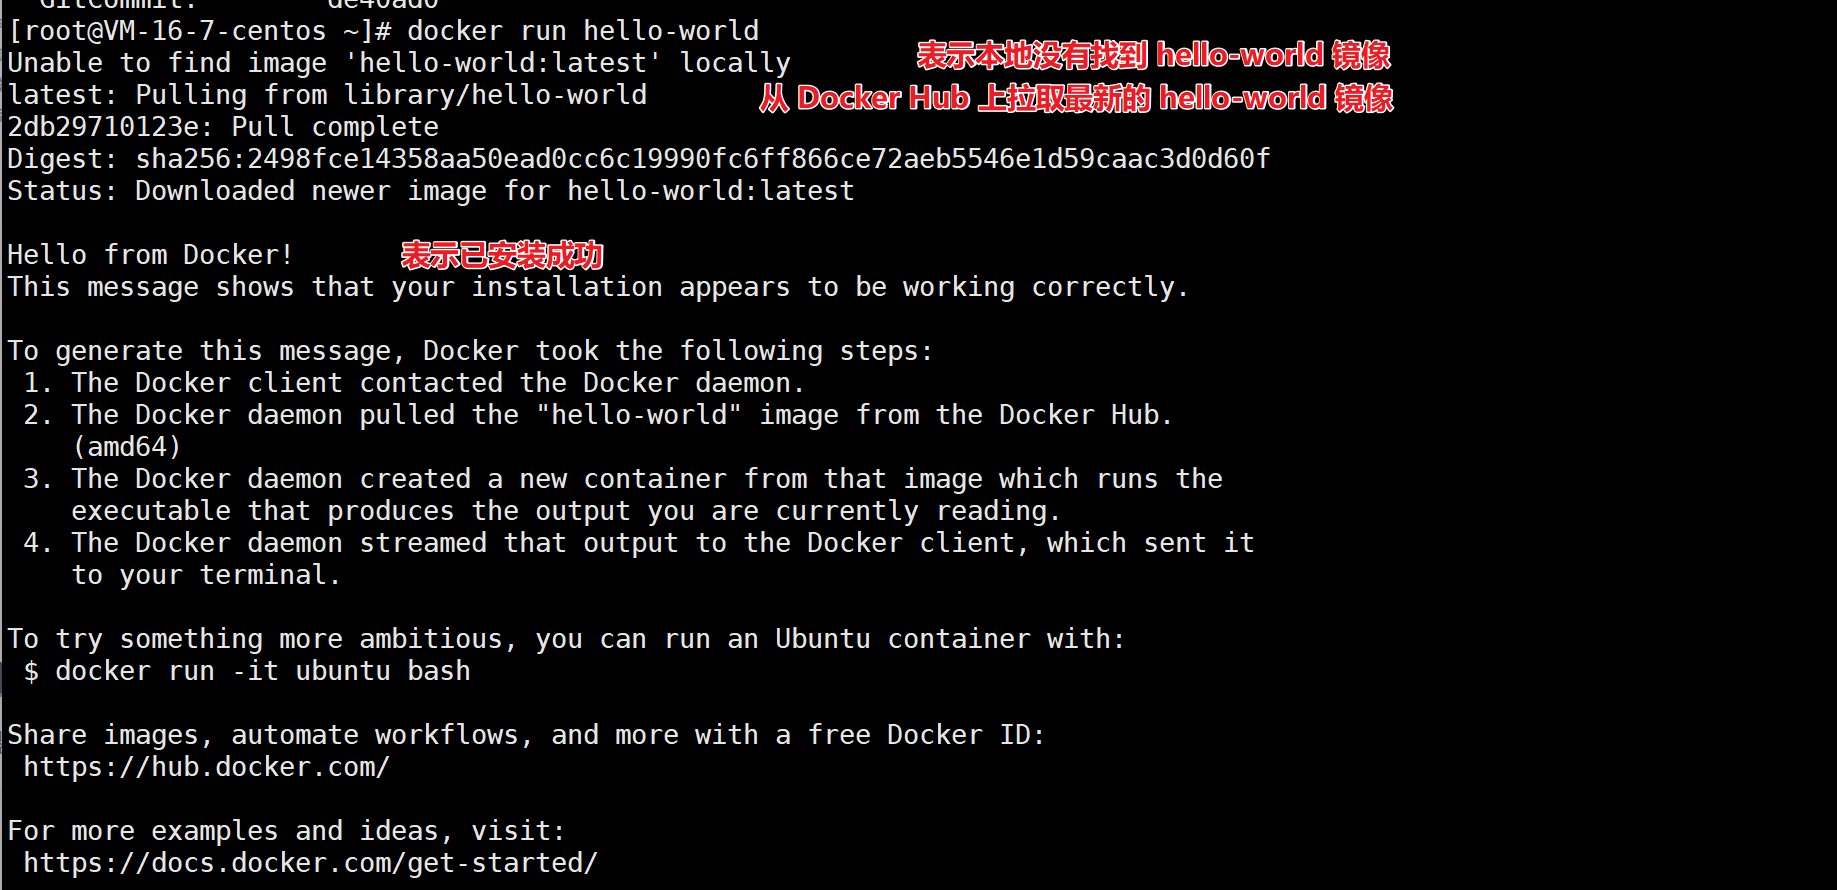 GitCommit: de40ad0
[root@VM-16-7-centos ~]# docker run hello-world
Unable to find image 'hello-world:latest' locally
表示本地没有找到 hello-world 镜像
latest: Pulling from library/hello-world
从 Docker Hub 上拉取最新的 hello-world 镜像
2db29710123e: Pull complete
Digest: sha256:2498fce14358aa50ead0cc6c19990fc6ff866ce72aeb5546e1d59caac3d0d60f
Status: Downloaded newer image for hello-world:latest
Hello from Docker!
表示已安装成功
This message shows that your installation appears to be working correctly.
To generate this message, Docker took the following steps:
1. The Docker client contacted the Docker daemon.
2. The Docker daemon pulled the "hello-world" image from the Docker Hub.
(amd64)
3. The Docker daemon created a new container from that image which runs the
executable that produces the output you are currently reading.
4. The Docker daemon streamed that output to the Docker client, which sent it
to your terminal.
To try something more ambitious, you can run an Ubuntu container with:
$ docker run -it ubuntu bash
Share images, automate workflows, and more with a free Docker ID:
https://hub.docker.com/
For more examples and ideas, visit:
https://docs.docker.com/get-started/